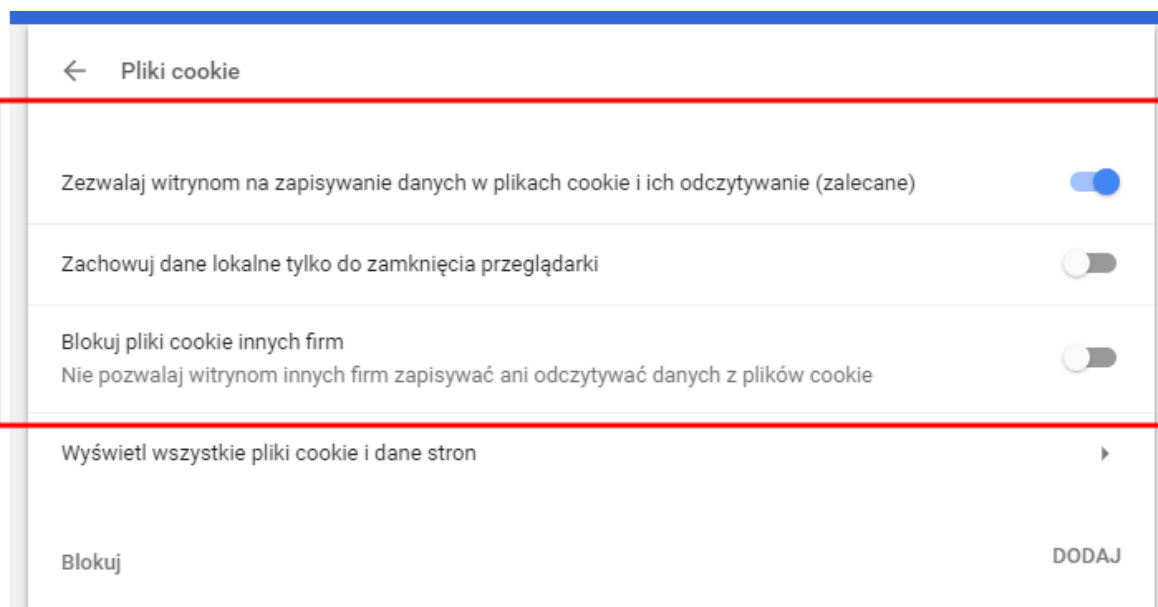 Pliki cookie
Zezwalaj witrynom na zapisywanie danych w plikach cookie i ich odczytywanie (zalecane)
Zachowuj dane lokalne tylko do zamknięcia przeglądarki
Blokuj pliki cookie innych firm
Nie pozwalaj witrynom innych firm zapisywać ani odczytywać danych z plików cookie
Wyświetl wszystkie pliki cookie i dane stron
Blokuj
DODAJ